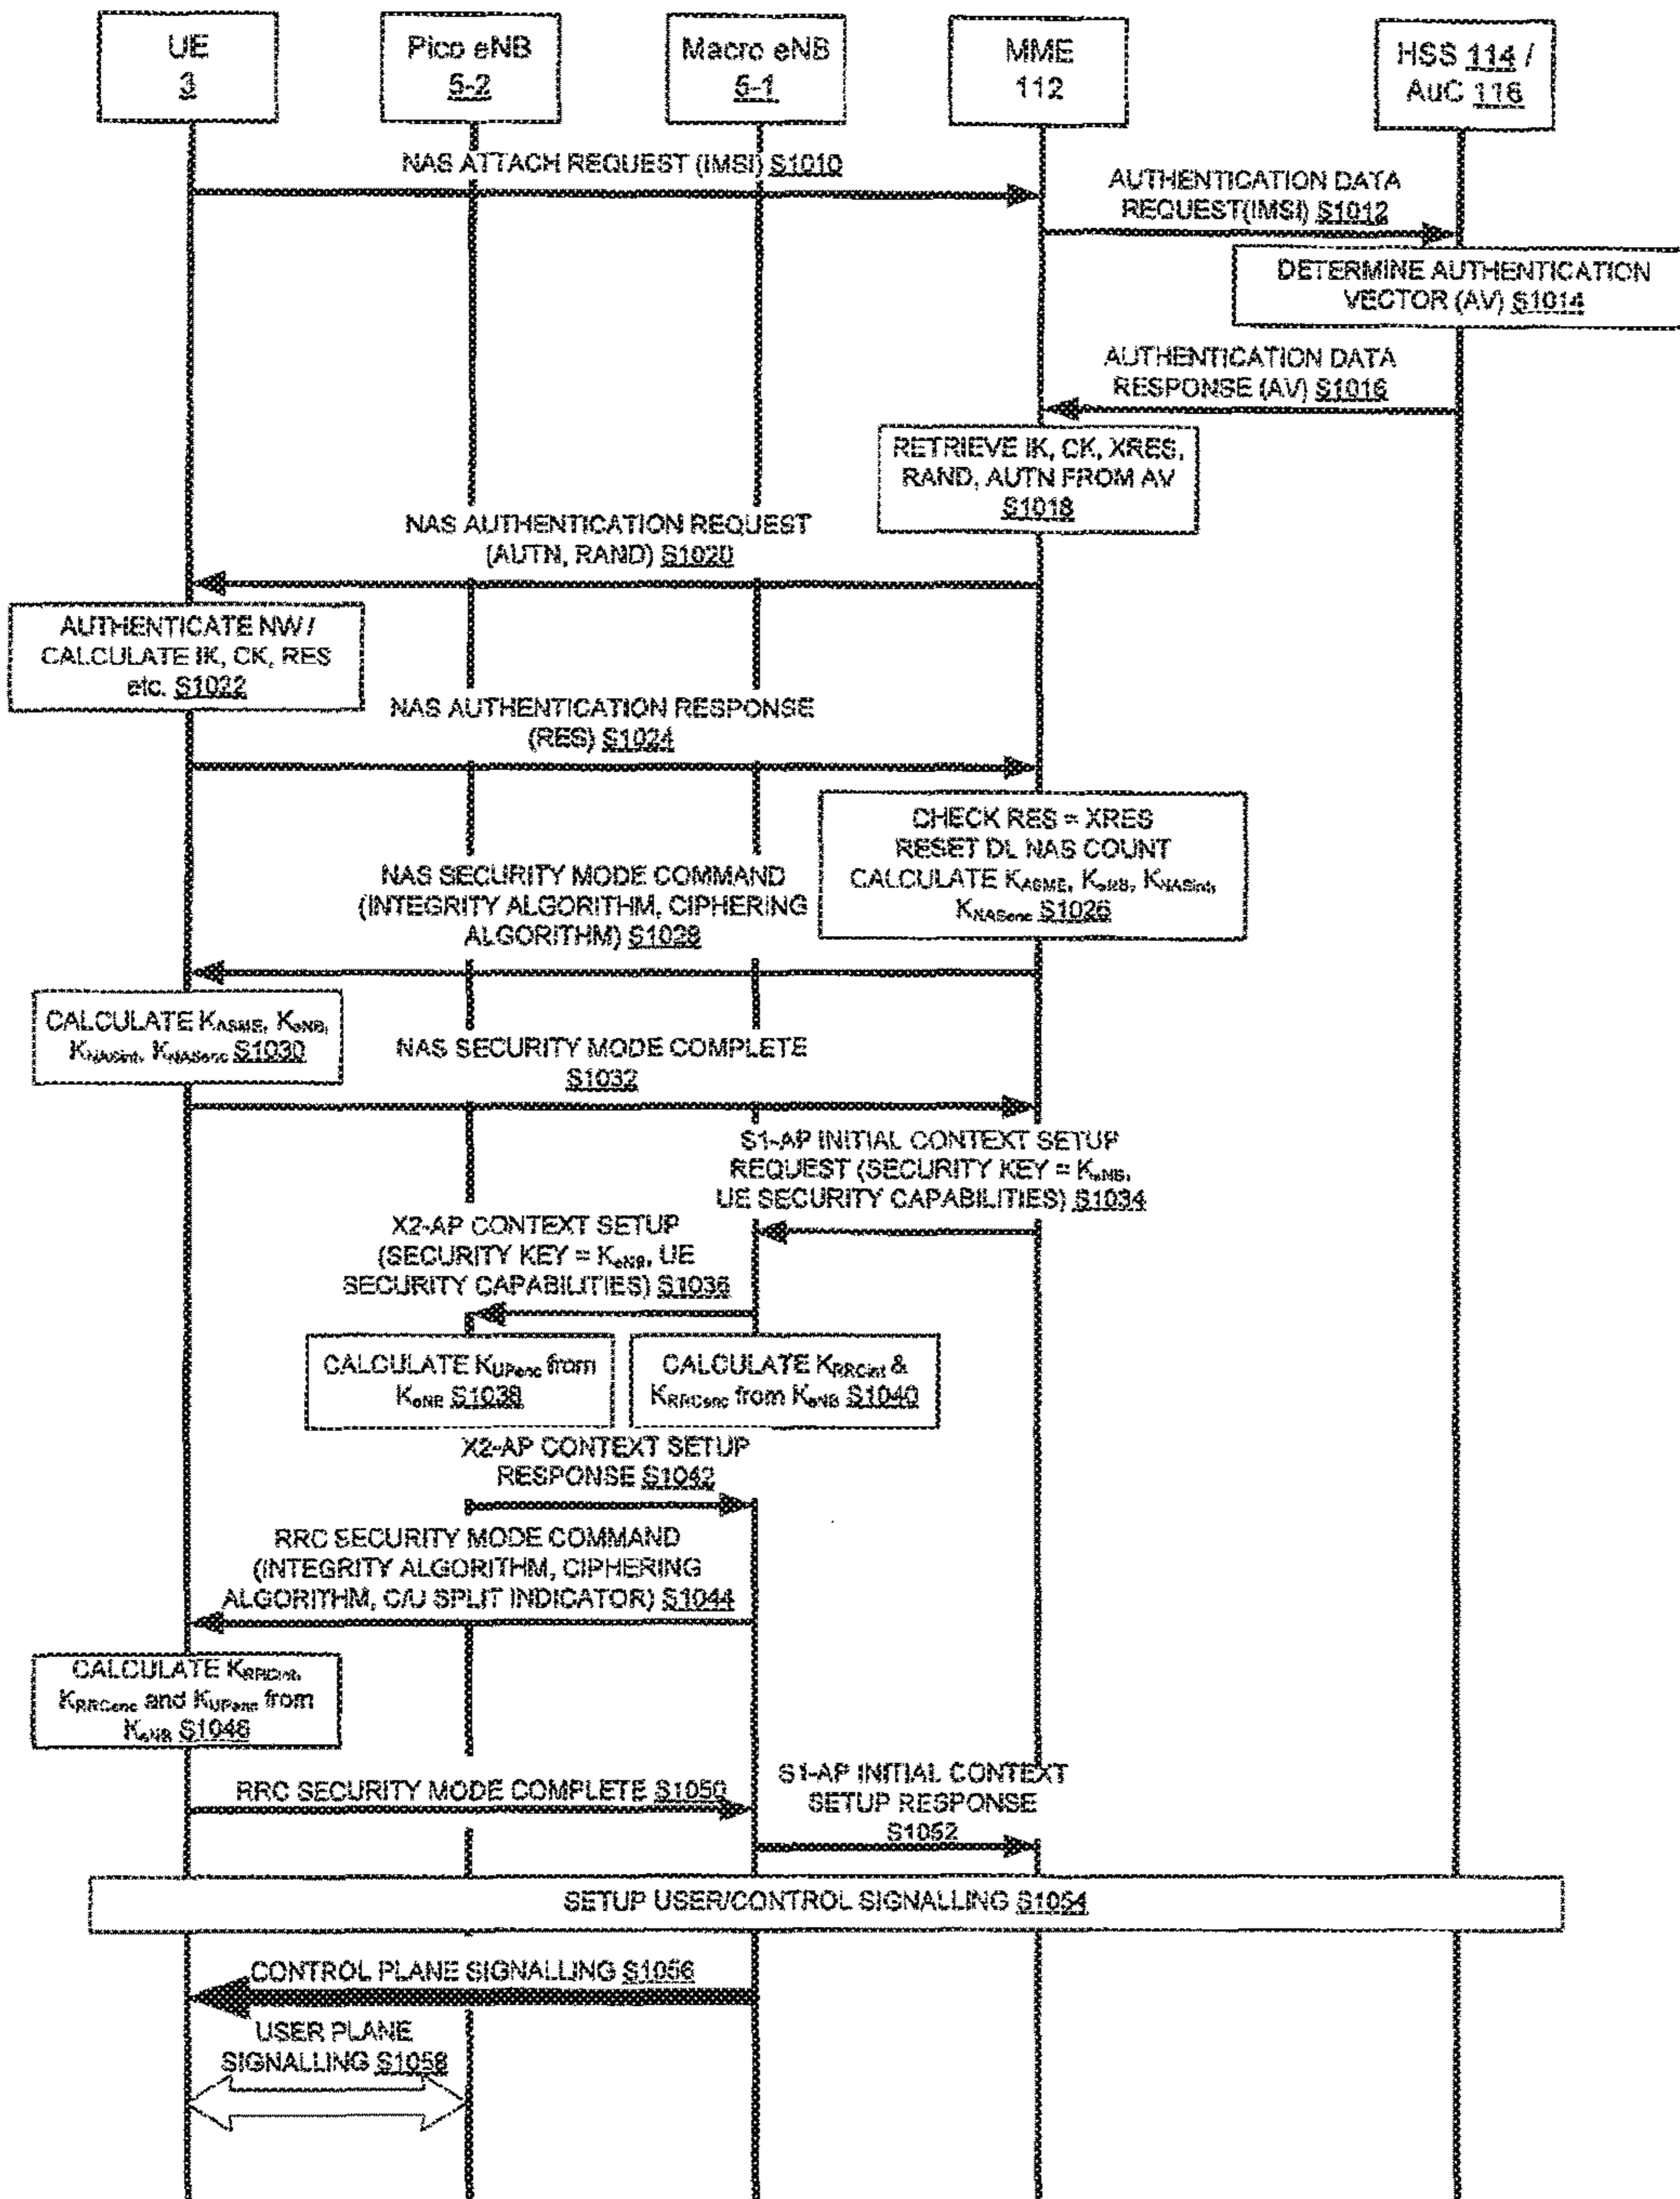 UE
3
Pico eNB
5-2
Macro eNB
5-1
MME
112
HSS 114 /
AuC 116
NAS ATTACH REQUEST (IMSI) S1010
AUTHENTICATION DATA
REQUEST(IMSI) S1012
DETERMINE AUTHENTICATION
VECTOR (AV) S1014
AUTHENTICATION DATA
RESPONSE (AV) S1016
RETRIEVE IK, CK, XRES,
RAND, AUTN FROM AV
S1018
NAS AUTHENTICATION REQUEST
(AUTN, RAND) S1020
AUTHENTICATE NW /
CALCULATE IK, CK, RES
etc. S1022
NAS AUTHENTICATION RESPONSE
(RES) S1024
CHECK RES = XRES
RESET DL NAS COUNT
CALCULATE KASME, KeNB, KNASint,
KNASenc S1026
NAS SECURITY MODE COMMAND
(INTEGRITY ALGORITHM, CIPHERING
ALGORITHM) S1028
CALCULATE KASME, KeNB,
KNASint, KNASenc S1030
NAS SECURITY MODE COMPLETE
S1032
S1-AP INITIAL CONTEXT SETUP
REQUEST (SECURITY KEY = KeNB,
UE SECURITY CAPABILITIES) S1034
X2-AP CONTEXT SETUP
(SECURITY KEY = KeNB, UE
SECURITY CAPABILITIES) S1036
CALCULATE KUPenc from
KeNB S1038
CALCULATE KRRCint &
KRRCenc from KeNB S1040
X2-AP CONTEXT SETUP
RESPONSE S1042
RRC SECURITY MODE COMMAND
(INTEGRITY ALGORITHM, CIPHERING
ALGORITHM, C/U SPLIT INDICATOR) S1044
CALCULATE KRRCint,
KRRCenc and KUPenc from
KeNB S1046
RRC SECURITY MODE COMPLETE S1050
S1-AP INITIAL CONTEXT
SETUP RESPONSE
S1052
SETUP USER/CONTROL SIGNALLING S1054
CONTROL PLANE SIGNALLING S1056
USER PLANE
SIGNALLING S1058